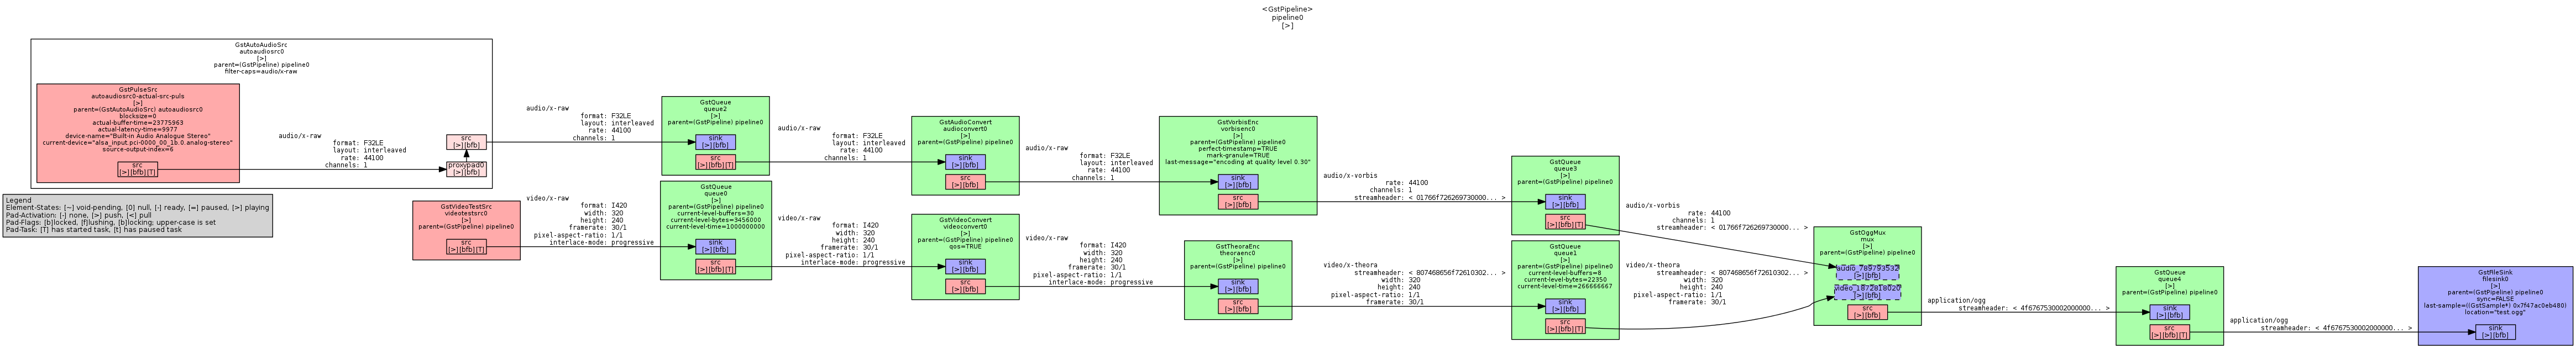 <GstPipeline>
pipeline0
[>]
GstAutoAudioSrc
autoaudiosrc0
[>]
parent=(GstPipeline) pipeline0
filter-caps=audio/x-raw
GstPulseSrc
autoaudiosrc0-actual-src-puls
[>]
parent=(GstAutoAudioSrc) autoaudiosrc0
blocksize=0
actual-buffer-time=23775963
actual-latency-time=9977
device-name="Built-in Audio Analogue Stereo"
current-device="alsa_input.pci-0000_00_1b.0.analog-stereo"
source-output-index=6
src
[>][bfb][T]
audio/x-raw
format: F32LE
layout: interleaved
rate: 44100
channels: 1
src
[>][bfb]
proxypad0
[>][bfb]
Legend
Element-States: [~] void-pending, [0] null, [-] ready, [=] paused, [>] playing
Pad-Activation: [-] none, [>] push, [<] pull
Pad-Flags: [b]locked, [f]lushing, [b]locking; upper-case is set
Pad-Task: [T] has started task, [t] has paused task
audio/x-raw
format: F32LE
layout: interleaved
rate: 44100
channels: 1
GstVideoTestSrc
videotestsrc0
[>]
parent=(GstPipeline) pipeline0
src
[>][bfb][T]
video/x-raw
format: I420
width: 320
height: 240
framerate: 30/1
pixel-aspect-ratio: 1/1
interlace-mode: progressive
GstQueue
queue2
[>]
parent=(GstPipeline) pipeline0
sink
[>][bfb]
src
[>][bfb][T]
GstQueue
queue0
[>]
parent=(GstPipeline) pipeline0
current-level-buffers=30
current-level-bytes=3456000
current-level-time=1000000000
sink
[>][bfb]
src
[>][bfb][T]
audio/x-raw
format: F32LE
layout: interleaved
rate: 44100
channels: 1
video/x-raw
format: I420
width: 320
height: 240
framerate: 30/1
pixel-aspect-ratio: 1/1
interlace-mode: progressive
GstAudioConvert
audioconvert0
[>]
parent=(GstPipeline) pipeline0
sink
[>][bfb]
src
[>][bfb]
GstVideoConvert
videoconvert0
[>]
parent=(GstPipeline) pipeline0
qos=TRUE
sink
[>][bfb]
src
[>][bfb]
audio/x-raw
format: F32LE
layout: interleaved
rate: 44100
channels: 1
video/x-raw
format: I420
width: 320
height: 240
framerate: 30/1
pixel-aspect-ratio: 1/1
interlace-mode: progressive
GstVorbisEnc
vorbisenc0
[>]
parent=(GstPipeline) pipeline0
perfect-timestamp=TRUE
mark-granule=TRUE
last-message="encoding at quality level 0.30"
sink
[>][bfb]
src
[>][bfb]
GstTheoraEnc
theoraenc0
[>]
parent=(GstPipeline) pipeline0
sink
[>][bfb]
src
[>][bfb]
audio/x-vorbis
rate: 44100
channels: 1
streamheader: < 01766f726269730000... >
video/x-theora
streamheader: < 807468656f72610302... >
width: 320
height: 240
pixel-aspect-ratio: 1/1
framerate: 30/1
GstQueue
queue3
[>]
parent=(GstPipeline) pipeline0
sink
[>][bfb]
src
[>][bfb][T]
GstQueue
queue1
[>]
parent=(GstPipeline) pipeline0
current-level-buffers=8
current-level-bytes=22350
current-level-time=266666667
sink
[>][bfb]
src
[>][bfb][T]
audio/x-vorbis
rate: 44100
channels: 1
streamheader: < 01766f726269730000... >
video/x-theora
streamheader: < 807468656f72610302... >
width: 320
height: 240
pixel-aspect-ratio: 1/1
framerate: 30/1
GstOggMux
mux
[>]
parent=(GstPipeline) pipeline0
audio_789793532
[>][bfb]
video_1872818020
[>][bfb]
src
[>][bfb]
application/ogg
streamheader: < 4f6767530002000000... >
GstQueue
queue4
[>]
parent=(GstPipeline) pipeline0
sink
[>][bfb]
src
[>][bfb][T]
application/ogg
streamheader: < 4f6767530002000000... >
GstFileSink
filesink0
[>]
parent=(GstPipeline) pipeline0
sync=FALSE
last-sample=((GstSample*) 0x7f47ac0eb480)
location="test.ogg"
sink
[>][bfb]